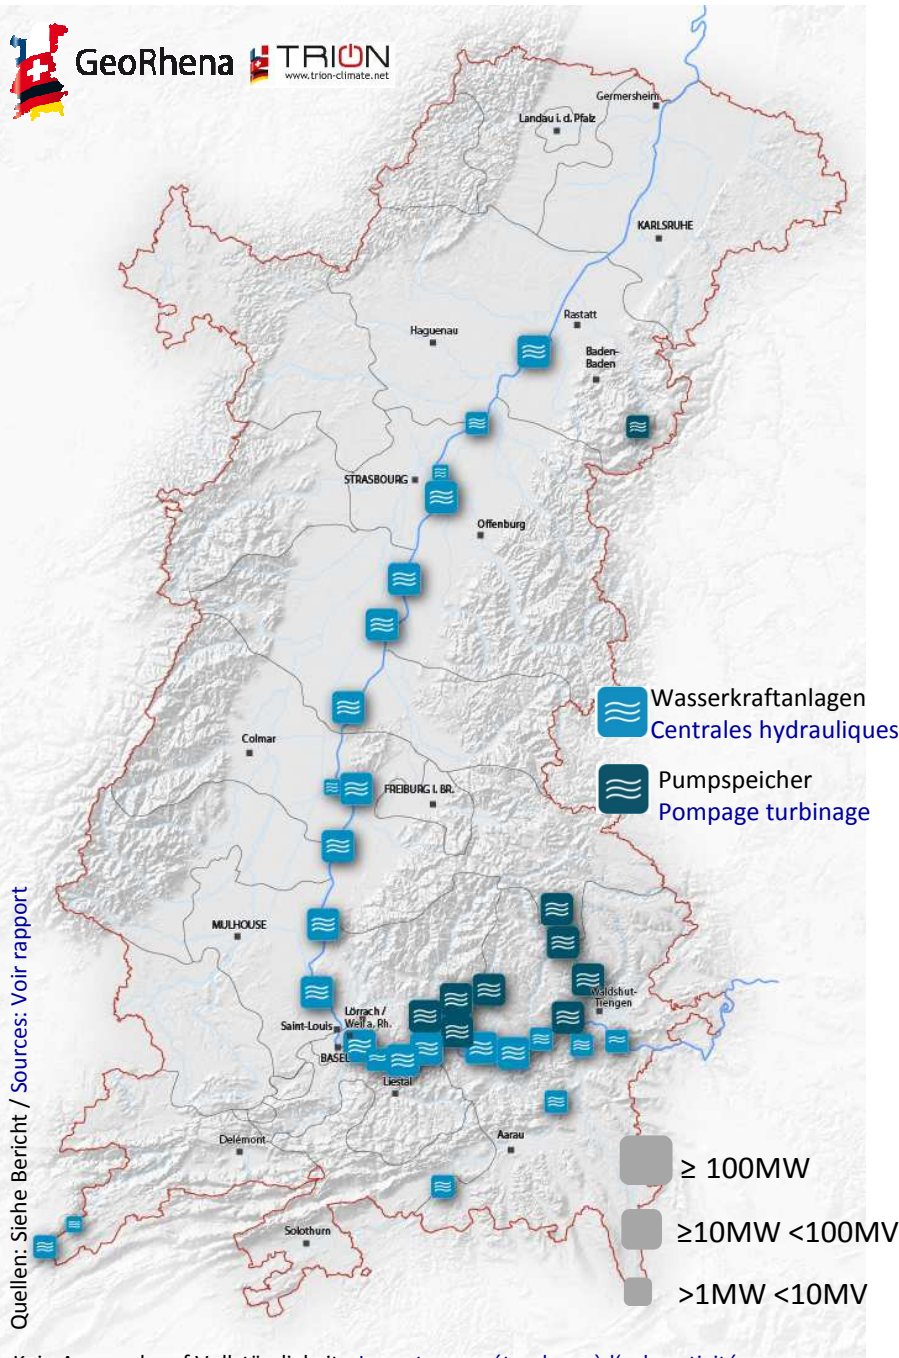 GeoRhena
TRION
www.trion-climate.net
Germersheim
Landau i. d. Pfalz
KARLSRUHE
Rastatt
Haguenau
Baden-
Baden
STRASBOURG
Offenburg
Wasserkraftanlagen
Centrales hydrauliques
Colmar
FREIBURG I. BR.
Pumpspeicher
Pompage turbinage
MULHOUSE
Waldshut-
Tiengen
Lörrach /
Weil a. Rh.
Saint-Louis
BASEL
Liestal
Aarau
Delémont
Solothurn
≥ 100MW
≥10MW <100MV
>1MW <10MV
Quellen: Siehe Bericht / Sources: Voir rapport